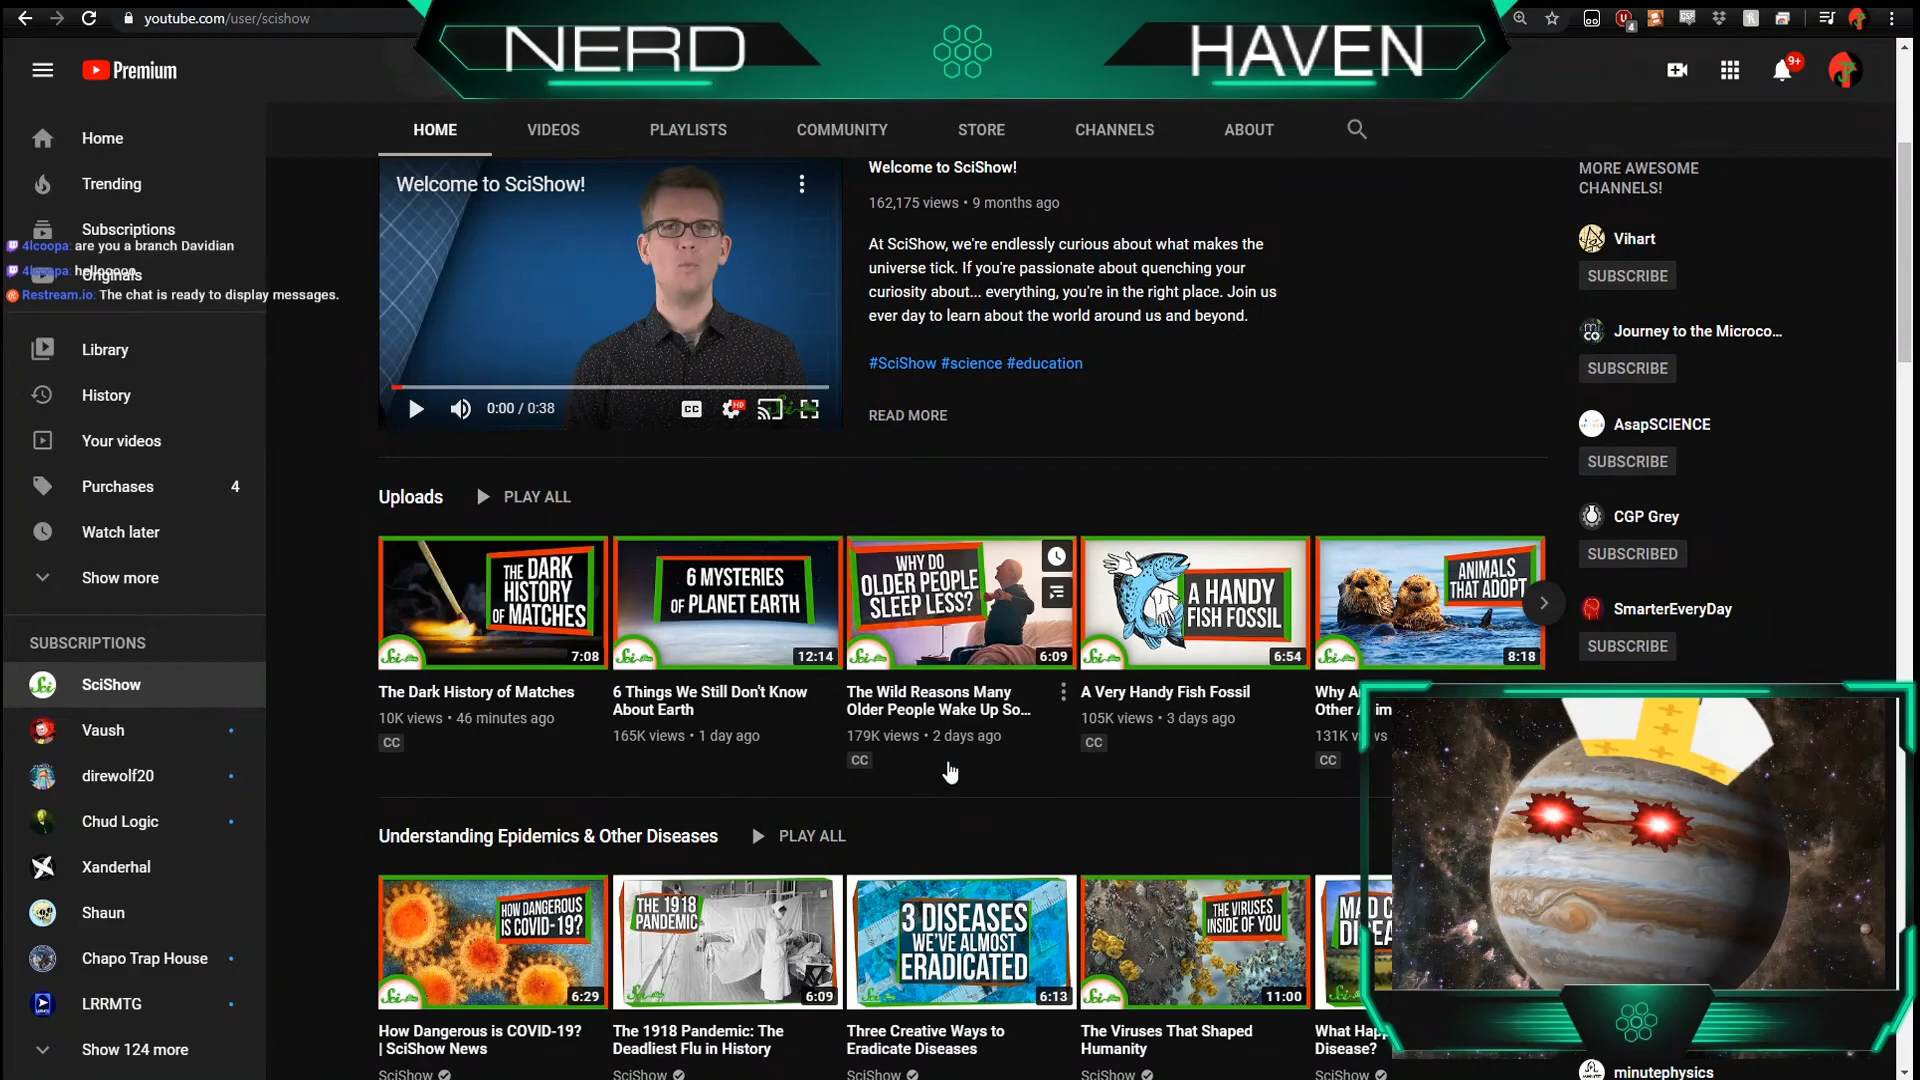 youtube.com/user/scishow
NERD HAVEN
4
Premium
9+
HOME VIDEOS PLAYLISTS COMMUNITY STORE CHANNELS ABOUT
Home
Trending
Subscriptions
4lcoopa: are you a branch Davidian
4lcoopa: hellooooo
Originals
Restream.io: The chat is ready to display messages.
Library
History
Your videos
Purchases 4
Watch later
Show more
SUBSCRIPTIONS
SciShow
Vaush
direwolf20
Chud Logic
Xanderhal
Shaun
Chapo Trap House
LRRMTG
Show 124 more
Welcome to SciShow!
0:00 / 0:38
CC
HD
Welcome to SciShow!
162,175 views • 9 months ago
At SciShow, we're endlessly curious about what makes the
universe tick. If you're passionate about quenching your
curiosity about... everything, you're in the right place. Join us
ever day to learn about the world around us and beyond.
#SciShow #science #education
READ MORE
MORE AWESOME
CHANNELS!
Vihart
SUBSCRIBE
Journey to the Microco...
SUBSCRIBE
AsapSCIENCE
SUBSCRIBE
CGP Grey
SUBSCRIBED
SmarterEveryDay
SUBSCRIBE
minutephysics
Uploads PLAY ALL
THE DARK
HISTORY
OF MATCHES
7:08
The Dark History of Matches
10K views • 46 minutes ago
CC
6 MYSTERIES
OF PLANET EARTH
12:14
6 Things We Still Don't Know
About Earth
165K views • 1 day ago
WHY DO
OLDER PEOPLE
SLEEP LESS?
6:09
The Wild Reasons Many
Older People Wake Up So...
179K views • 2 days ago
CC
A HANDY
FISH FOSSIL
6:54
A Very Handy Fish Fossil
105K views • 3 days ago
CC
ANIMALS
THAT ADOPT
8:18
Why
Other
131K
CC
Understanding Epidemics & Other Diseases PLAY ALL
HOW DANGEROUS
IS COVID-19?
6:29
How Dangerous is COVID-19?
| SciShow News
SciShow
THE 1918
PANDEMIC
6:09
The 1918 Pandemic: The
Deadliest Flu in History
SciShow
3 DISEASES
WE'VE ALMOST
ERADICATED
6:13
Three Creative Ways to
Eradicate Diseases
SciShow
THE VIRUSES
INSIDE OF YOU
11:00
The Viruses That Shaped
Humanity
SciShow
MAD
What
Disease?
SciShow